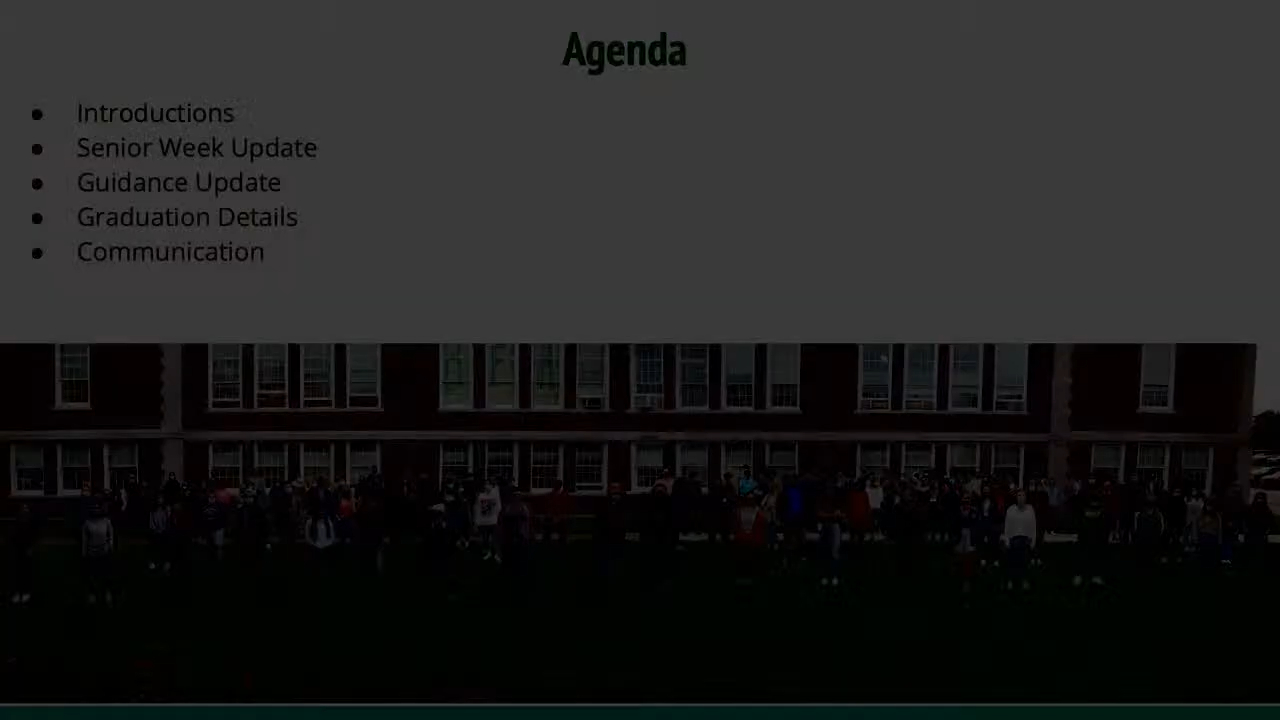 Agenda
● Introductions
● Senior Week Update
● Guidance Update
● Graduation Details
● Communication